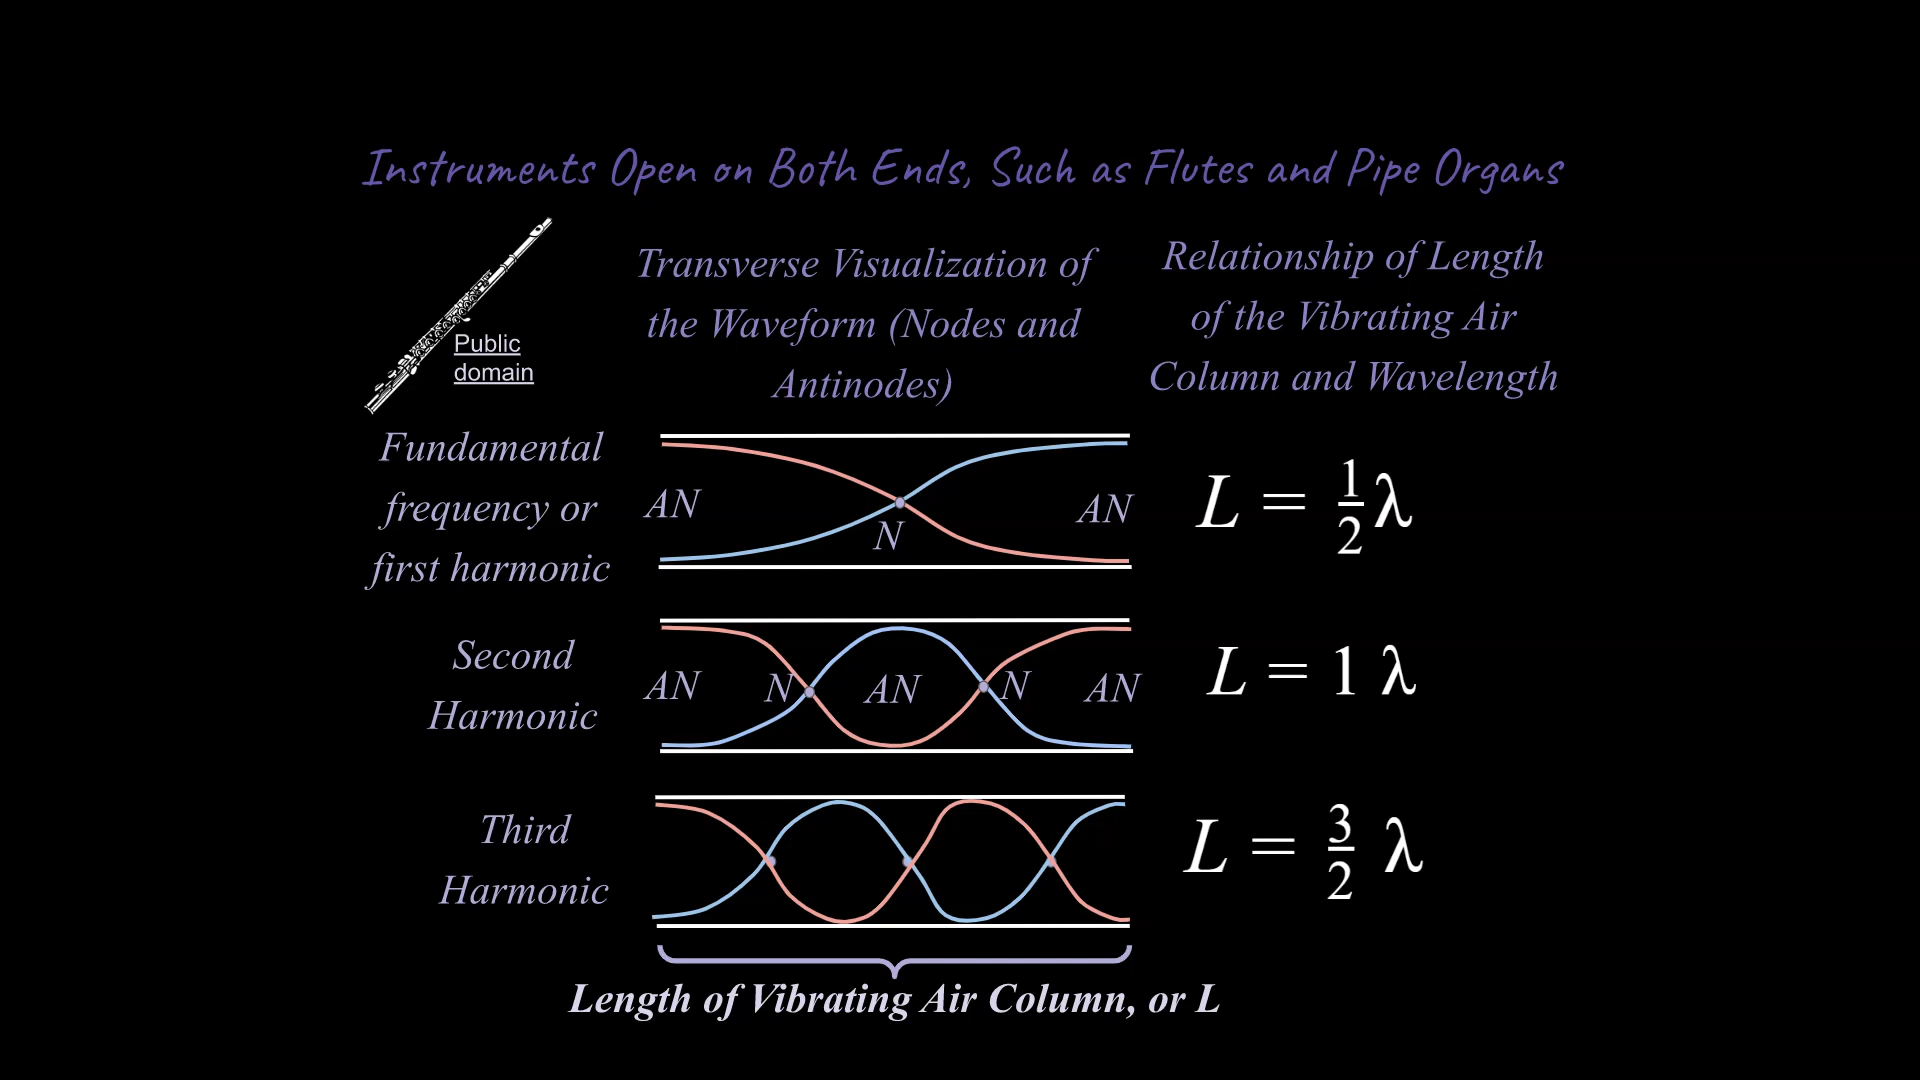 Instruments Open on Both Ends, Such as Flutes and Pipe Organs
Public
domain
Transverse Visualization of
the Waveform (Nodes and
Antinodes)
Relationship of Length
of the Vibrating Air
Column and Wavelength
Fundamental
frequency or
first harmonic
AN
N
AN
L = 1/2 λ
Second
Harmonic
AN
N
AN
N
AN
L = 1 λ
Third
Harmonic
L = 3/2 λ
Length of Vibrating Air Column, or L